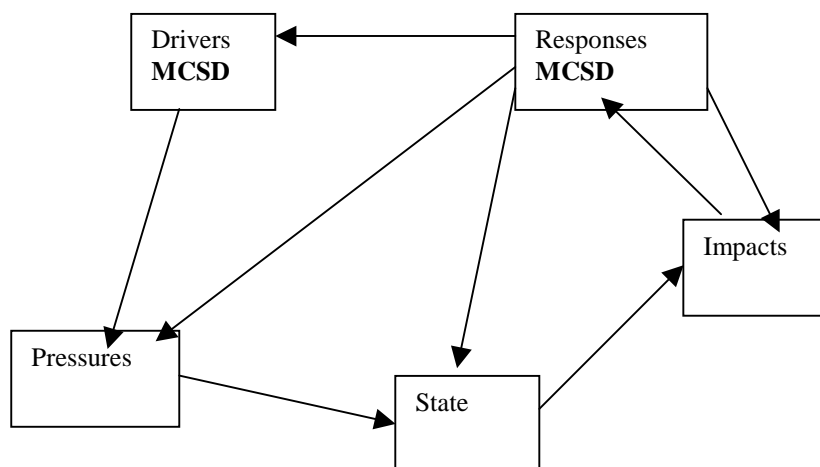 Drivers
MCSD
Responses
MCSD
Impacts
Pressures
State